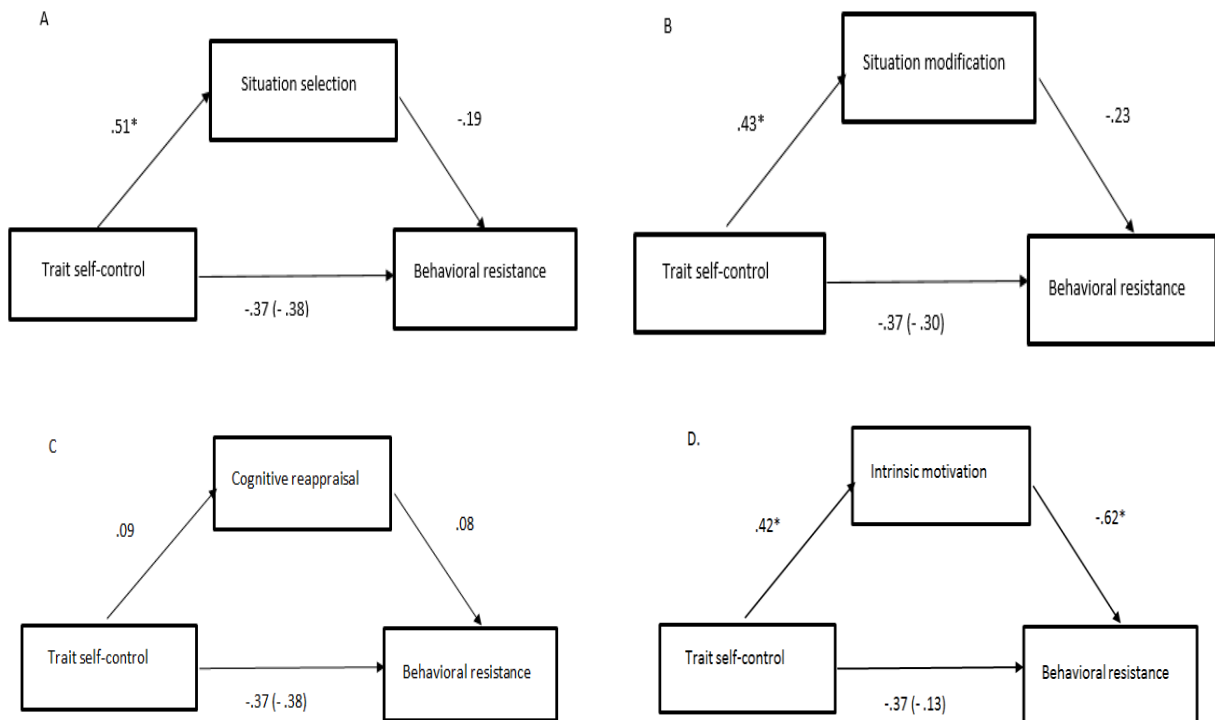 A
Situation selection
.51*
-.19
Trait self-control
Behavioral resistance
-.37 (- .38)
B
Situation modification
.43*
-.23
Trait self-control
Behavioral resistance
-.37 (- .30)
C
Cognitive reappraisal
.09
.08
Trait self-control
Behavioral resistance
-.37 (- .38)
D.
Intrinsic motivation
.42*
-.62*
Trait self-control
Behavioral resistance
-.37 (- .13)